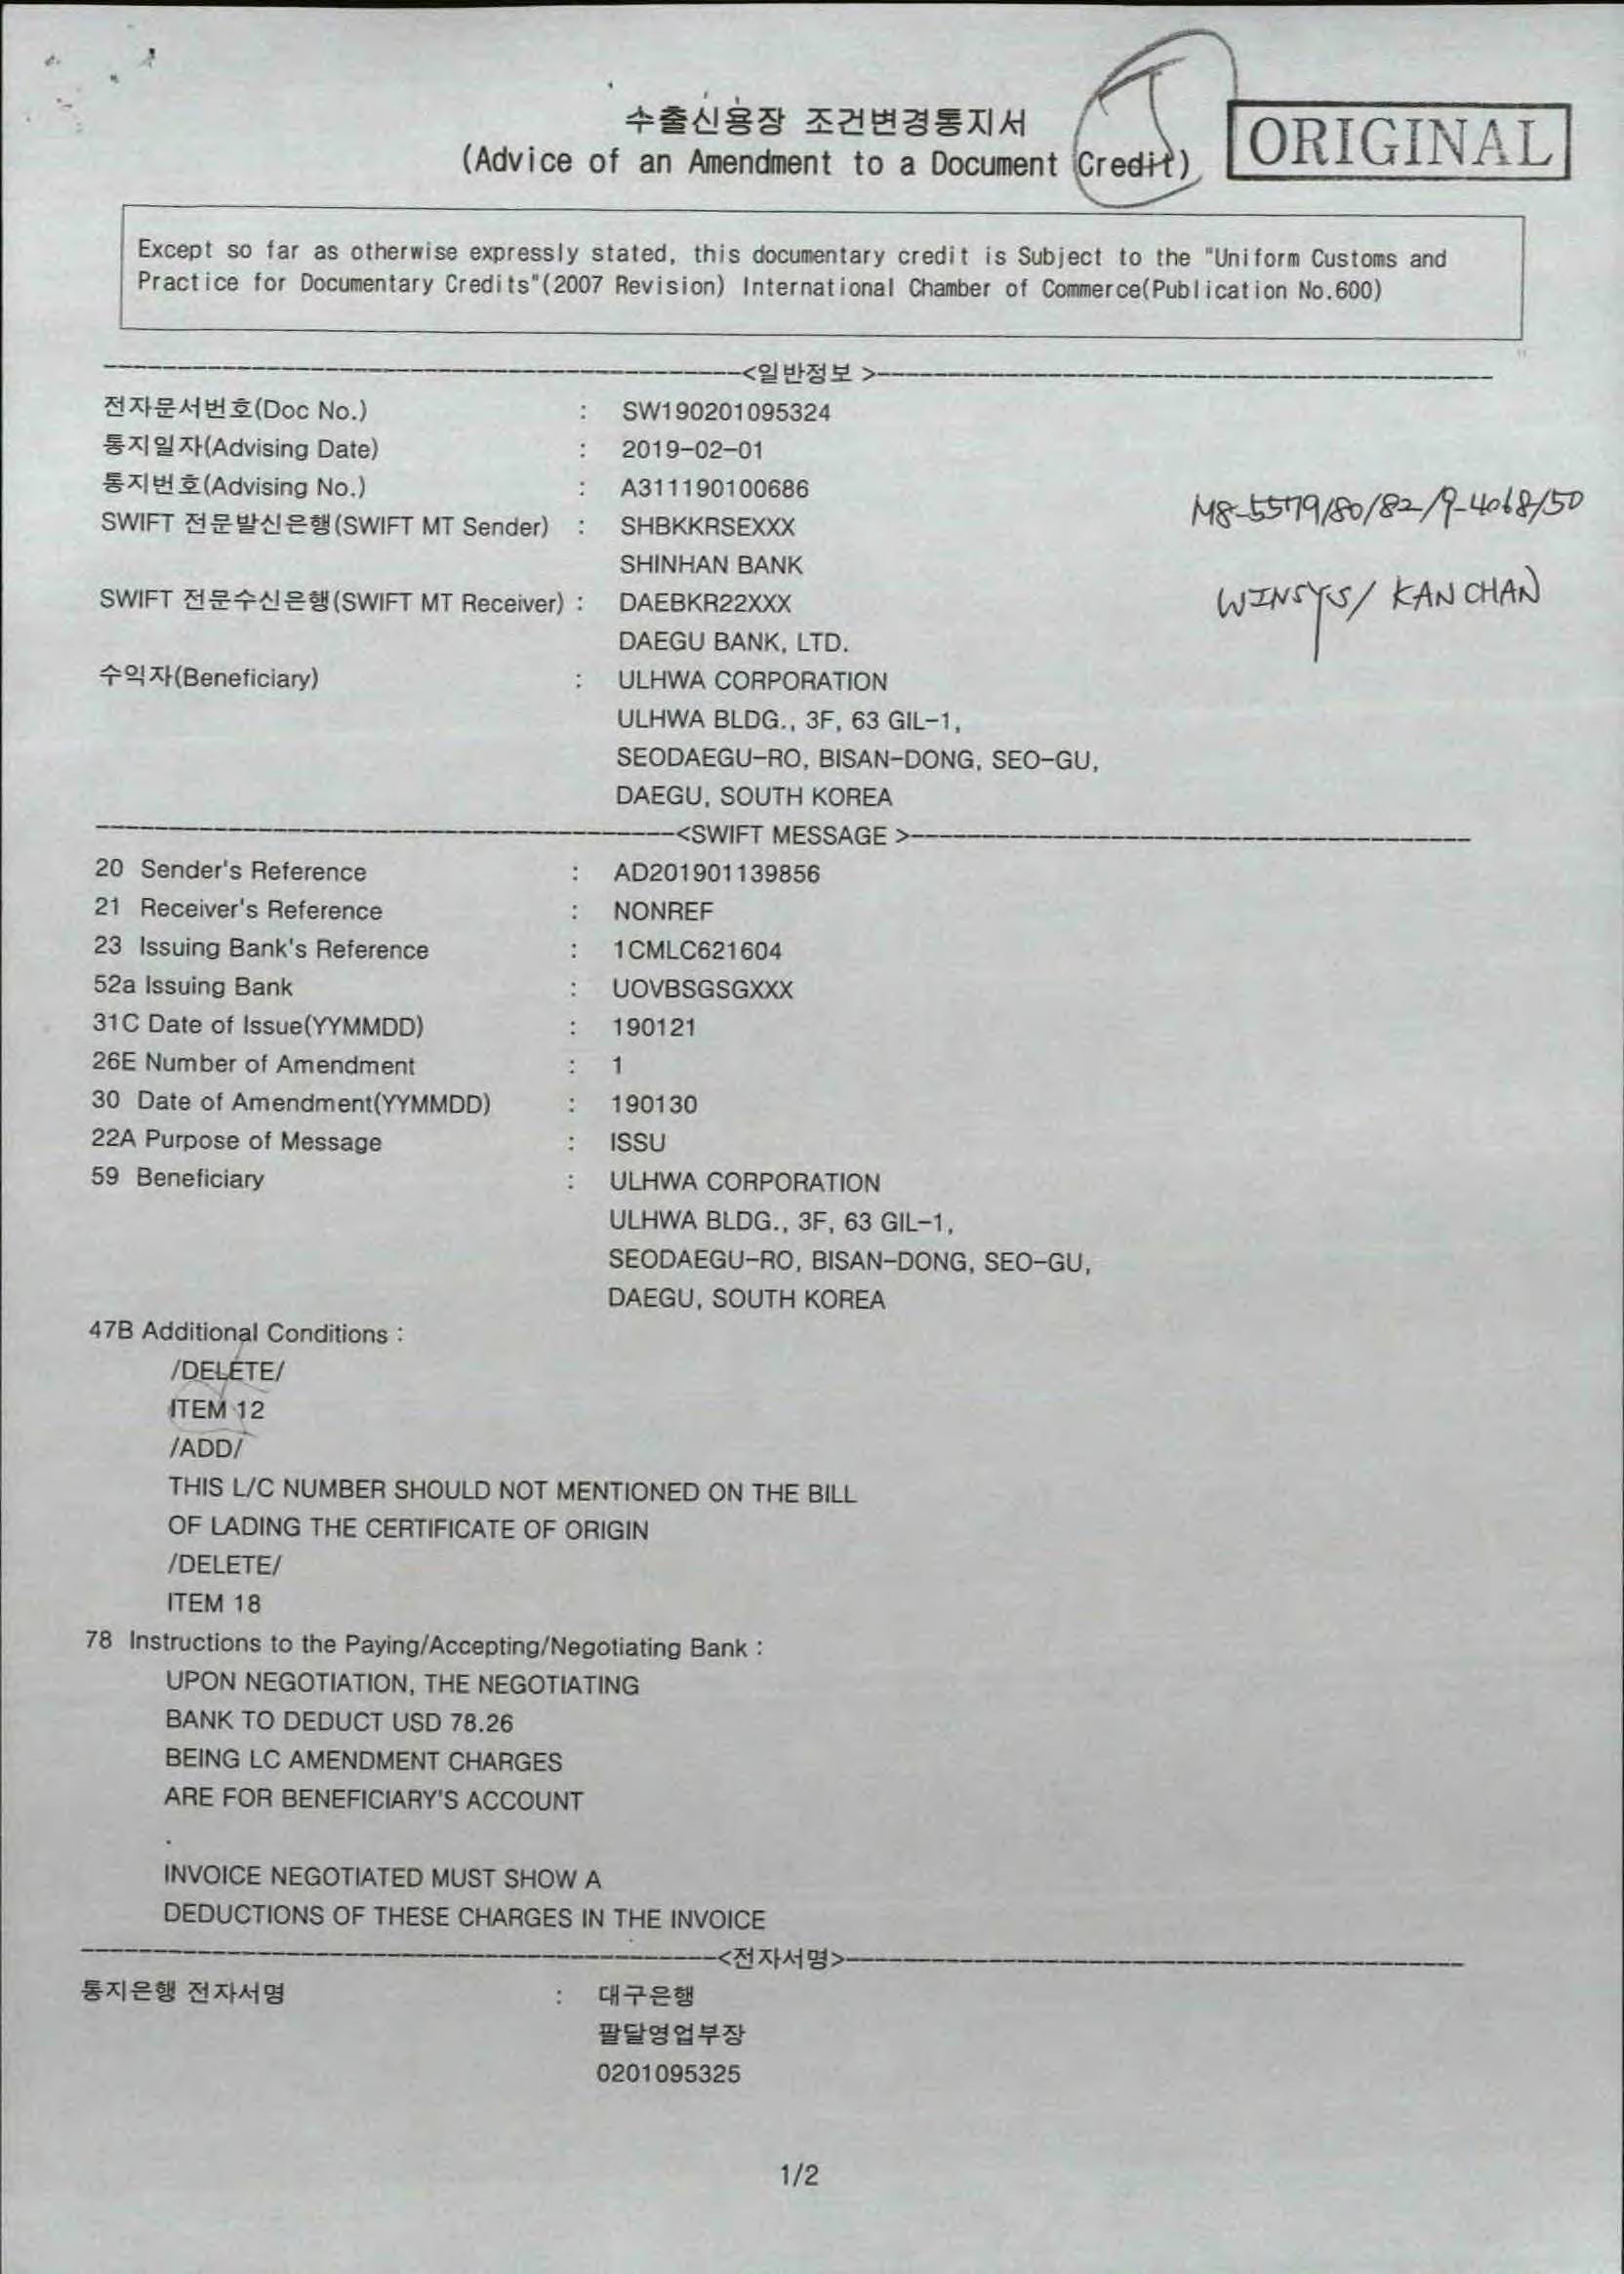 수출신용장 조건변경통지서
(Advice of an Amendment to a Document Credit)
ORIGINAL
Except so far as otherwise expressly stated, this documentary credit is Subject to the "Uniform Customs and
Practice for Documentary Credits"(2007 Revision) International Chamber of Commerce(Publication No.600)
<일반정보 >
전자문서번호(Doc No.) : SW190201095324
통지일자(Advising Date) : 2019-02-01
통지번호(Advising No.) : A311190100686
M8-5579/80/82/9-4068/50
SWIFT 전문발신은행(SWIFT MT Sender) : SHBKKRSEXXX
SHINHAN BANK
SWIFT 전문수신은행(SWIFT MT Receiver) : DAEBKR22XXX
WINSYS/ KANCHAN
DAEGU BANK, LTD.
수익자(Beneficiary) : ULHWA CORPORATION
ULHWA BLDG., 3F, 63 GIL-1,
SEODAEGU-RO, BISAN-DONG, SEO-GU,
DAEGU, SOUTH KOREA
<SWIFT MESSAGE >
20 Sender's Reference : AD201901139856
21 Receiver's Reference : NONREF
23 Issuing Bank's Reference : 1CMLC621604
52a Issuing Bank : UOVBSGSGXXX
31C Date of Issue(YYMMDD) : 190121
26E Number of Amendment : 1
30 Date of Amendment(YYMMDD) : 190130
22A Purpose of Message : ISSU
59 Beneficiary : ULHWA CORPORATION
ULHWA BLDG., 3F, 63 GIL-1,
SEODAEGU-RO, BISAN-DONG, SEO-GU,
DAEGU, SOUTH KOREA
47B Additional Conditions :
/DELETE/
ITEM 12
/ADD/
THIS L/C NUMBER SHOULD NOT MENTIONED ON THE BILL
OF LADING THE CERTIFICATE OF ORIGIN
/DELETE/
ITEM 18
78 Instructions to the Paying/Accepting/Negotiating Bank :
UPON NEGOTIATION, THE NEGOTIATING
BANK TO DEDUCT USD 78.26
BEING LC AMENDMENT CHARGES
ARE FOR BENEFICIARY'S ACCOUNT
.
INVOICE NEGOTIATED MUST SHOW A
DEDUCTIONS OF THESE CHARGES IN THE INVOICE
<전자서명>
통지은행 전자서명 : 대구은행
팔달영업부장
0201095325
1/2